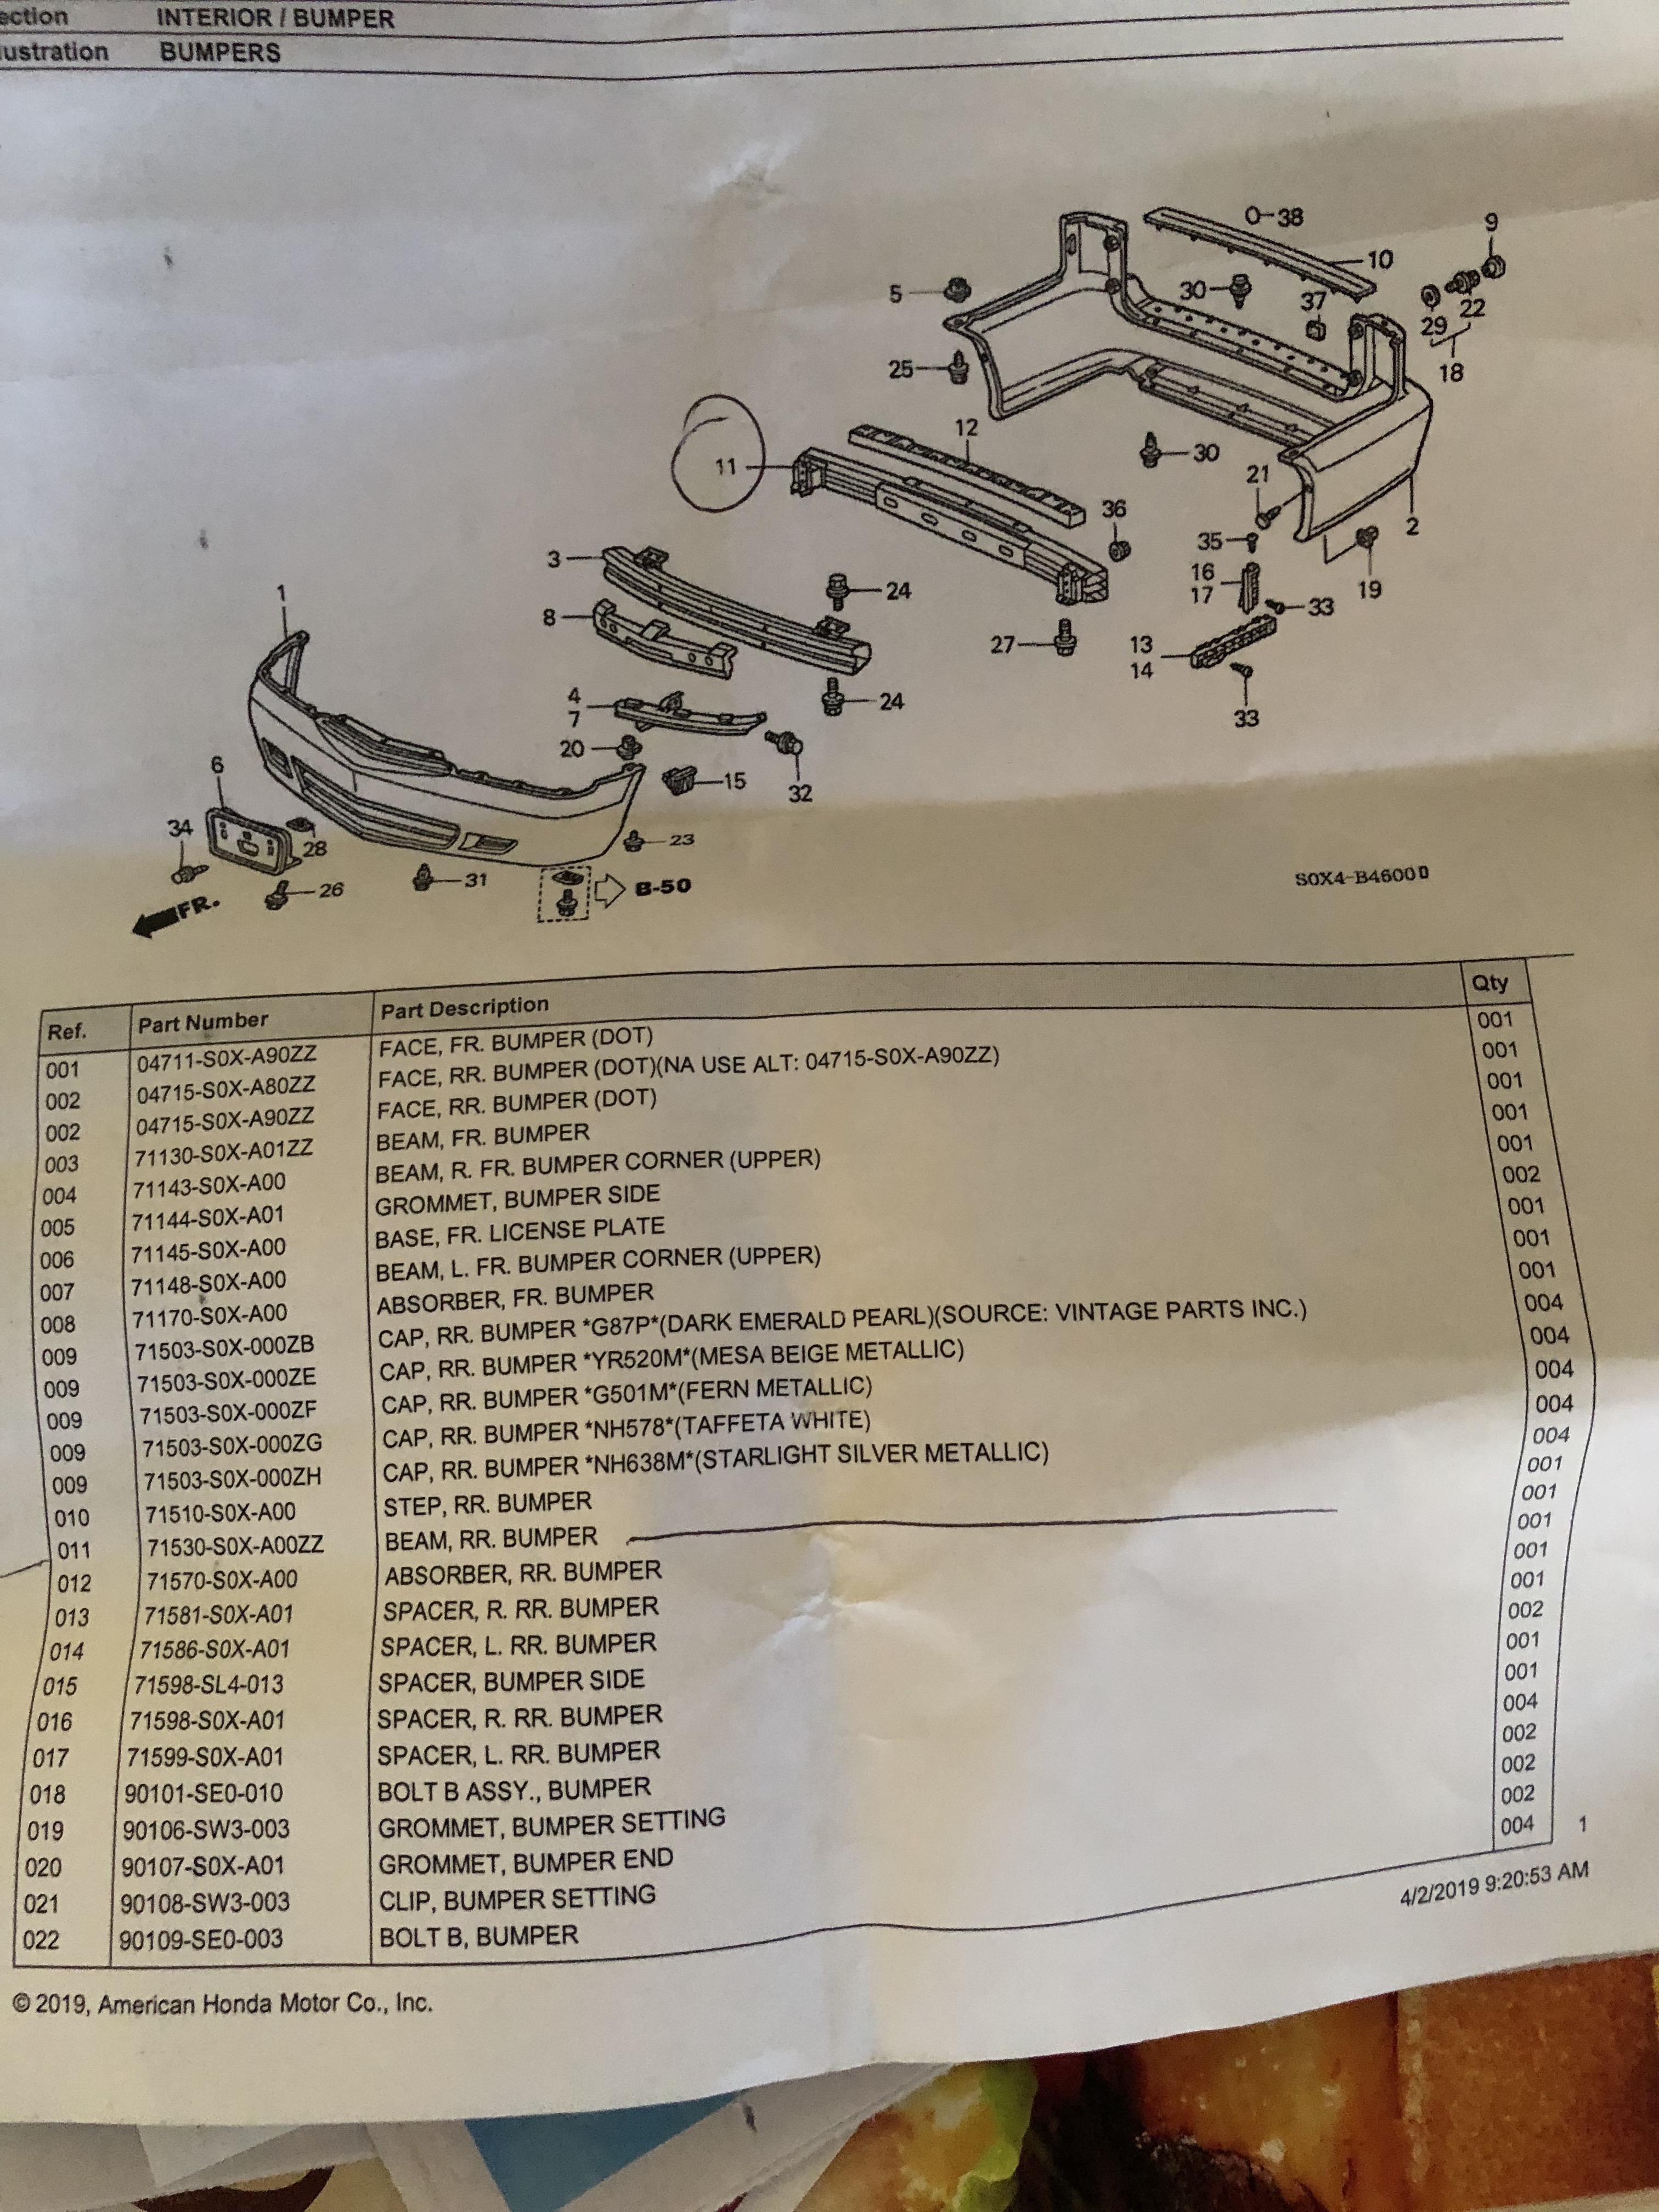 ection INTERIOR / BUMPER
lustration BUMPERS
38
9
10
5
30
37
29
22
18
25
12
11
30
21
36
2
35
3
16
17
19
24
33
1
8
27
13
14
4
7
24
33
20
6
15
32
34
28
23
26
31
B-50
S0X4-B4600D
FR.
Ref. Part Number Part Description Qty
001 04711-S0X-A90ZZ FACE, FR. BUMPER (DOT) 001
002 04715-S0X-A80ZZ FACE, RR. BUMPER (DOT)(NA USE ALT: 04715-S0X-A90ZZ) 001
002 04715-S0X-A90ZZ FACE, RR. BUMPER (DOT) 001
003 71130-S0X-A01ZZ BEAM, FR. BUMPER 001
004 71143-S0X-A00 BEAM, R. FR. BUMPER CORNER (UPPER) 001
005 71144-S0X-A01 GROMMET, BUMPER SIDE 002
006 71145-S0X-A00 BASE, FR. LICENSE PLATE 001
007 71148-S0X-A00 BEAM, L. FR. BUMPER CORNER (UPPER) 001
008 71170-S0X-A00 ABSORBER, FR. BUMPER 001
009 71503-S0X-000ZB CAP, RR. BUMPER *G87P*(DARK EMERALD PEARL)(SOURCE: VINTAGE PARTS INC.) 004
009 71503-S0X-000ZE CAP, RR. BUMPER *YR520M*(MESA BEIGE METALLIC) 004
009 71503-S0X-000ZF CAP, RR. BUMPER *G501M*(FERN METALLIC) 004
009 71503-S0X-000ZG CAP, RR. BUMPER *NH578*(TAFFETA WHITE) 004
009 71503-S0X-000ZH CAP, RR. BUMPER *NH638M*(STARLIGHT SILVER METALLIC) 004
010 71510-S0X-A00 STEP, RR. BUMPER 001
011 71530-S0X-A00ZZ BEAM, RR. BUMPER 001
012 71570-S0X-A00 ABSORBER, RR. BUMPER 001
013 71581-S0X-A01 SPACER, R. RR. BUMPER 001
014 71586-S0X-A01 SPACER, L. RR. BUMPER 001
015 71598-SL4-013 SPACER, BUMPER SIDE 002
016 71598-S0X-A01 SPACER, R. RR. BUMPER 001
017 71599-S0X-A01 SPACER, L. RR. BUMPER 001
018 90101-SE0-010 BOLT B ASSY., BUMPER 004
019 90106-SW3-003 GROMMET, BUMPER SETTING 002
020 90107-S0X-A01 GROMMET, BUMPER END 002
021 90108-SW3-003 CLIP, BUMPER SETTING 002
022 90109-SE0-003 BOLT B, BUMPER 004
1
4/2/2019 9:20:53 AM
© 2019, American Honda Motor Co., Inc.